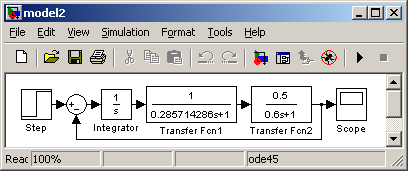 model2
File Edit View Simulation Format Tools Help
1
s
1
0.285714286s+1
0.5
0.6s+1
Step
Integrator
Transfer Fcn1
Transfer Fcn2
Scope
Reac 100% ode45